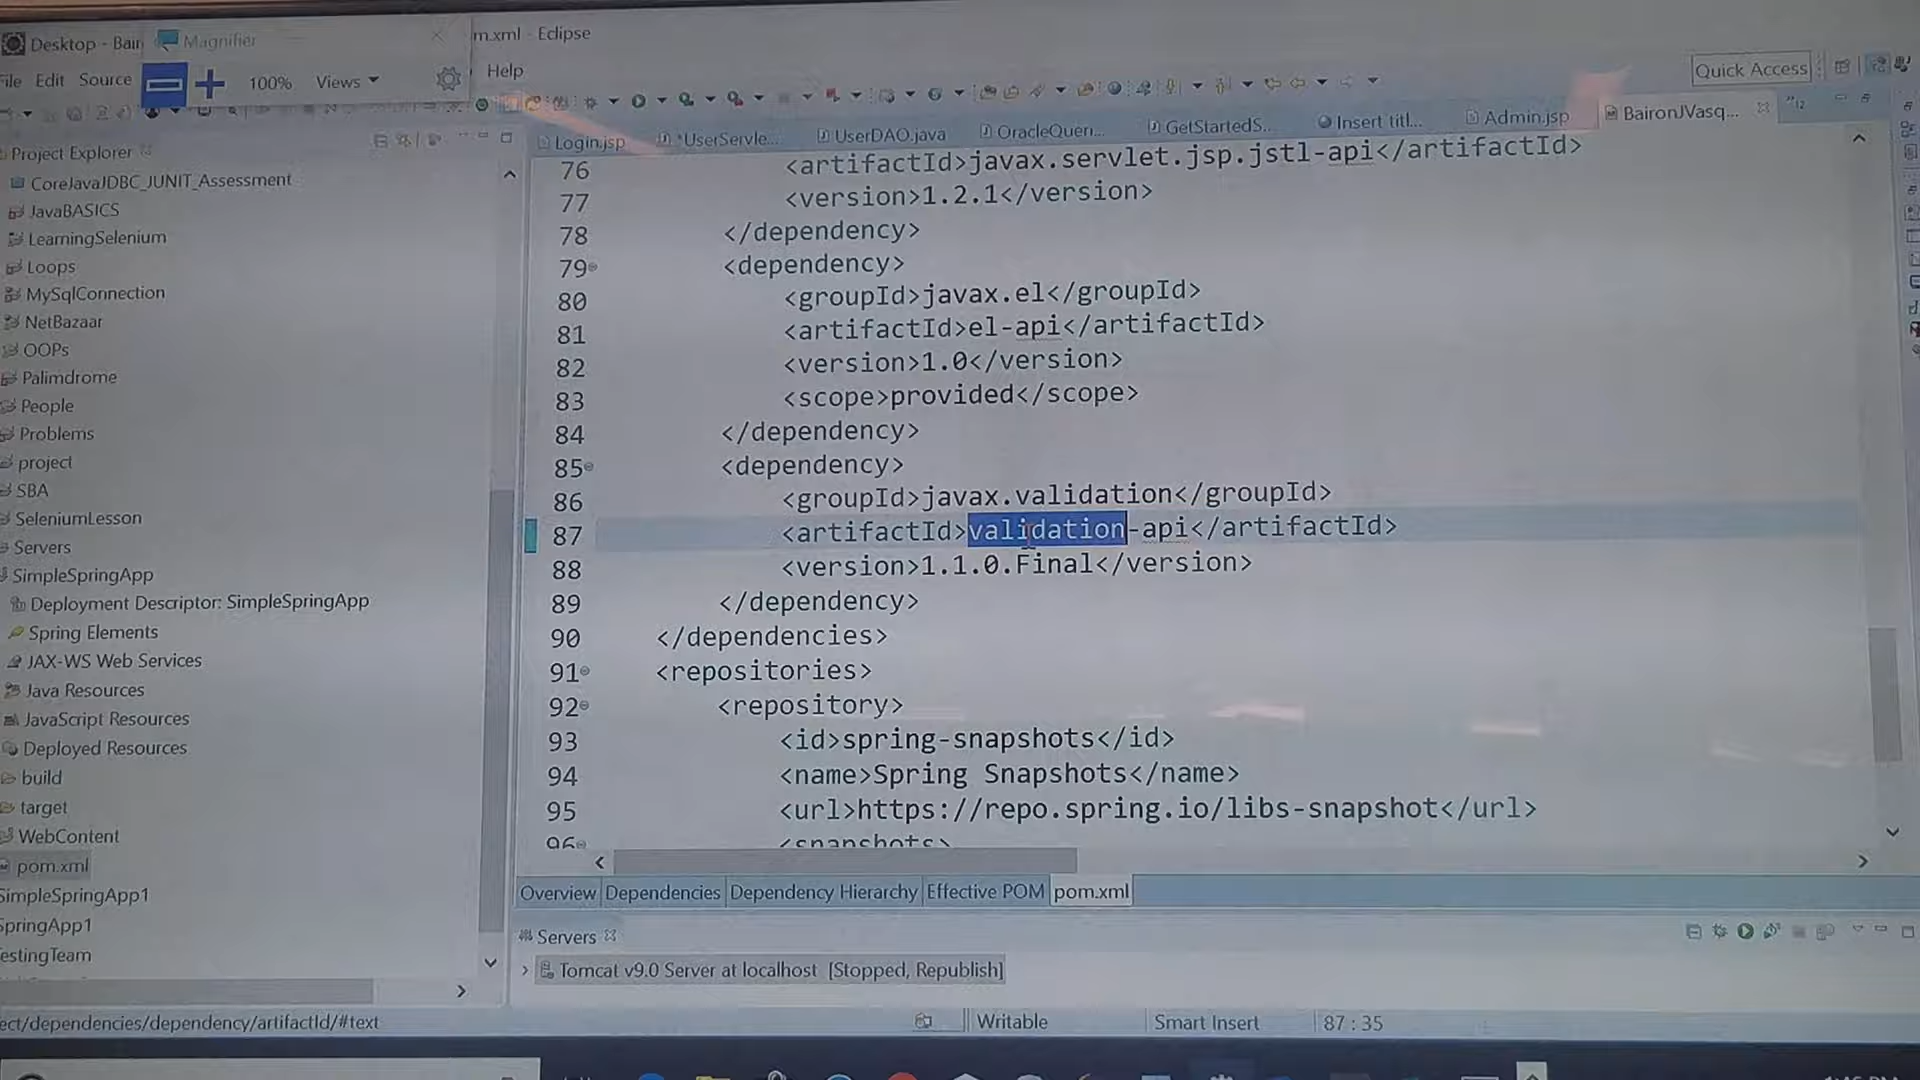 Desktop - Bair
Magnifier
m.xml - Eclipse
File Edit Source
100%
Views
Help
Quick Access
Project Explorer
CoreJavaJDBC_JUNIT_Assessment
JavaBASICS
LearningSelenium
Loops
MySqlConnection
NetBazaar
OOPs
Palimdrome
People
Problems
project
SBA
SeleniumLesson
Servers
SimpleSpringApp
Deployment Descriptor: SimpleSpringApp
Spring Elements
JAX-WS Web Services
Java Resources
JavaScript Resources
Deployed Resources
build
target
WebContent
pom.xml
SimpleSpringApp1
SpringApp1
TestingTeam
Login.jsp
*UserServle...
UserDAO.java
OracleQueri...
GetStartedS...
Insert titl...
Admin.jsp
BaironJVasq...
12
76 <artifactId>javax.servlet.jsp.jstl-api</artifactId>
77 <version>1.2.1</version>
78 </dependency>
79 <dependency>
80 <groupId>javax.el</groupId>
81 <artifactId>el-api</artifactId>
82 <version>1.0</version>
83 <scope>provided</scope>
84 </dependency>
85 <dependency>
86 <groupId>javax.validation</groupId>
87 <artifactId>validation-api</artifactId>
88 <version>1.1.0.Final</version>
89 </dependency>
90 </dependencies>
91 <repositories>
92 <repository>
93 <id>spring-snapshots</id>
94 <name>Spring Snapshots</name>
95 <url>https://repo.spring.io/libs-snapshot</url>
96 <snapshots>
Overview Dependencies Dependency Hierarchy Effective POM pom.xml
Servers
Tomcat v9.0 Server at localhost [Stopped, Republish]
ect/dependencies/dependency/artifactId/#text
Writable
Smart Insert
87 : 35